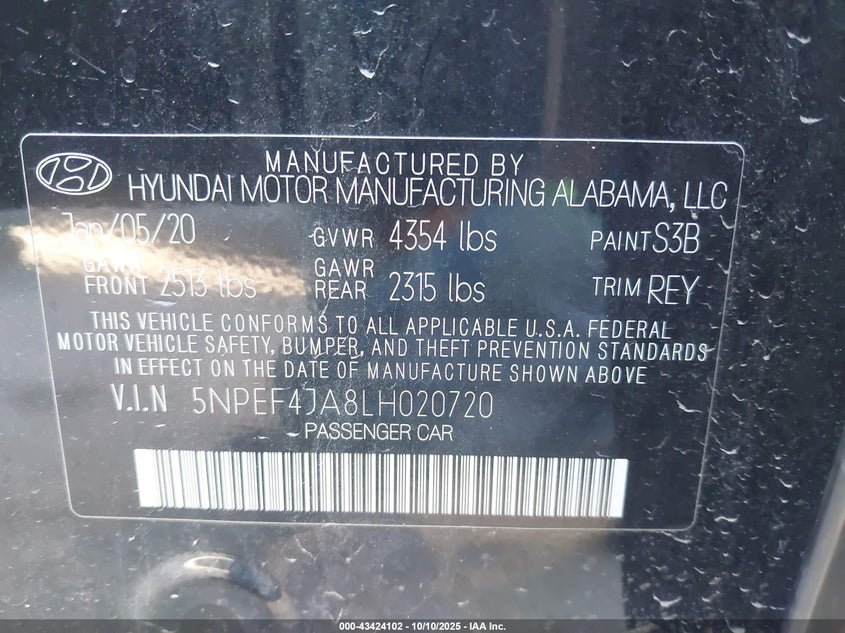 MANUFACTURED BY
HYUNDAI MOTOR MANUFACTURING ALABAMA, LLC
Jan/05/20 GVWR 4354 lbs PAINT S3B
GAWR FRONT 2513 lbs GAWR REAR 2315 lbs TRIM REY
THIS VEHICLE CONFORMS TO ALL APPLICABLE U.S.A. FEDERAL
MOTOR VEHICLE SAFETY, BUMPER, AND THEFT PREVENTION STANDARDS
IN EFFECT ON THE DATE OF MANUFACTURE SHOWN ABOVE
V.I.N 5NPEF4JA8LH020720
PASSENGER CAR
000-43424102 - 10/10/2025 - IAA Inc.